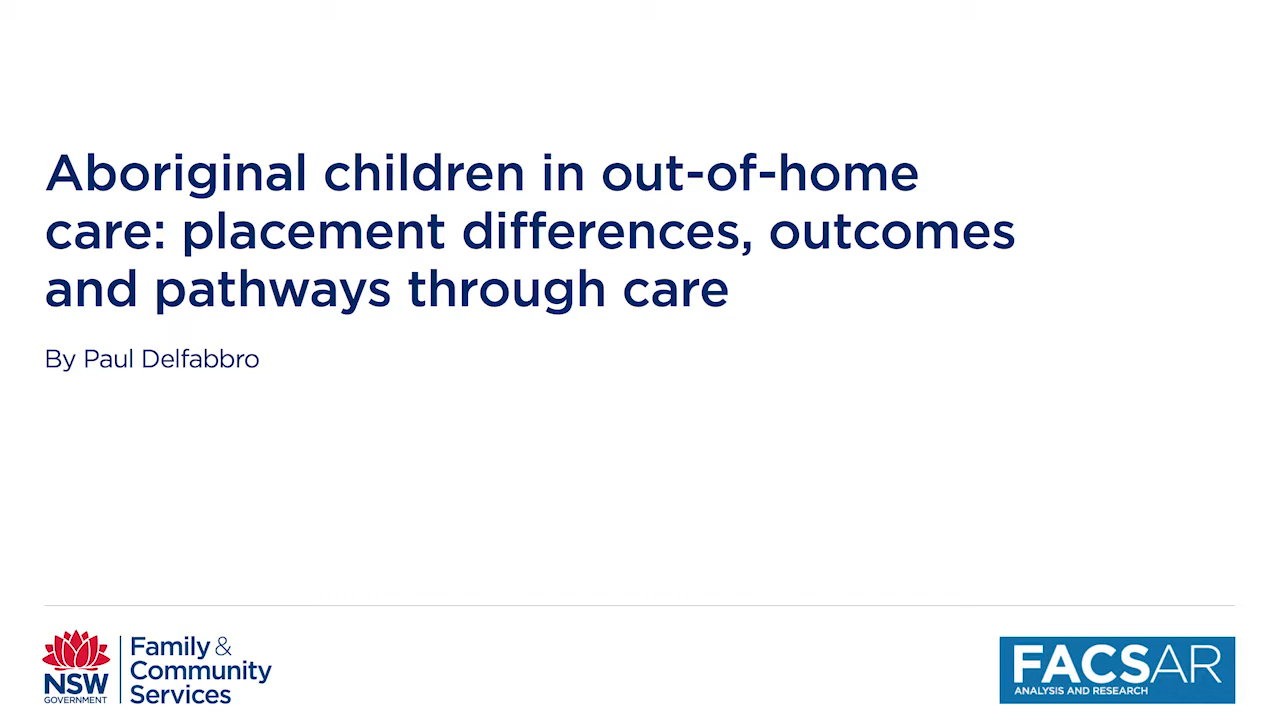 Aboriginal children in out-of-home
care: placement differences, outcomes
and pathways through care
By Paul Delfabbro
NSW
GOVERNMENT
Family &
Community
Services
FACSAR
ANALYSIS AND RESEARCH